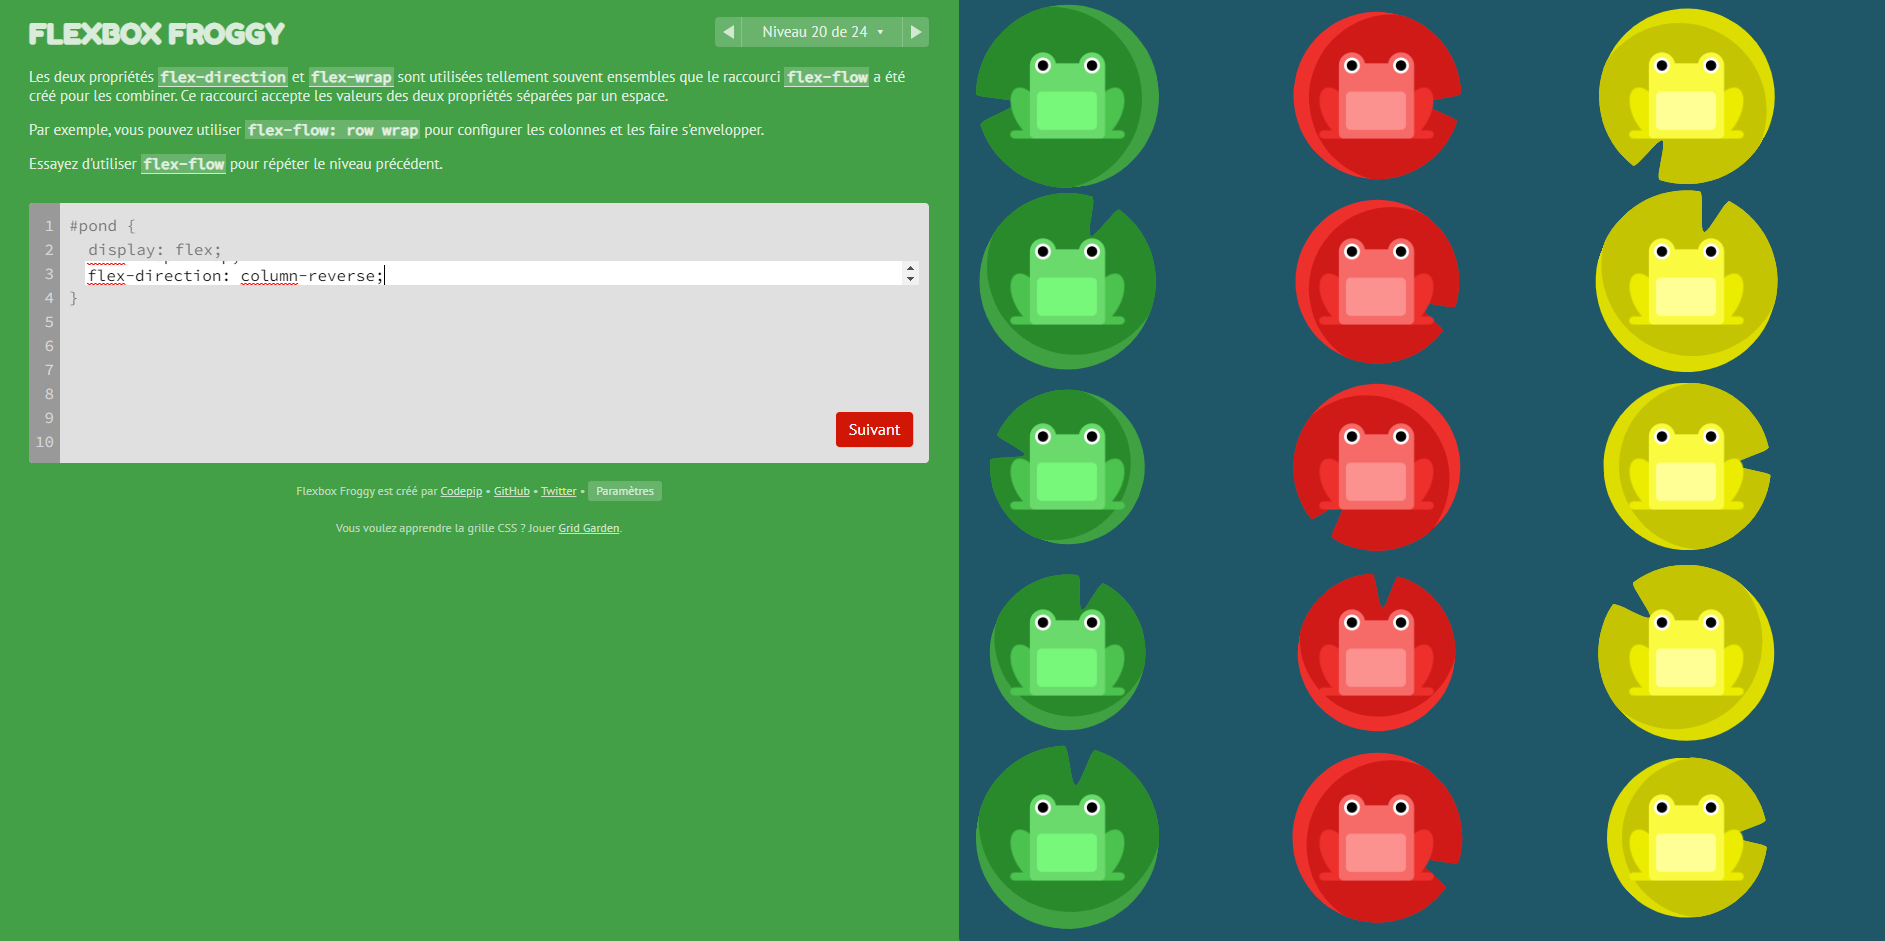 FLEXBOX FROGGY
Niveau 20 de 24
Les deux propriétés flex-direction et flex-wrap sont utilisées tellement souvent ensembles que le raccourci flex-flow a été
créé pour les combiner. Ce raccourci accepte les valeurs des deux propriétés séparées par un espace.
Par exemple, vous pouvez utiliser flex-flow: row wrap pour configurer les colonnes et les faire s'envelopper.
Essayez d'utiliser flex-flow pour répéter le niveau précédent.
1 #pond {
2 display: flex;
3 flex-direction: column-reverse;
4 }
5
6
7
8
9
10
Suivant
Flexbox Froggy est créé par Codepip • GitHub • Twitter • Paramètres
Vous voulez apprendre la grille CSS ? Jouer Grid Garden.